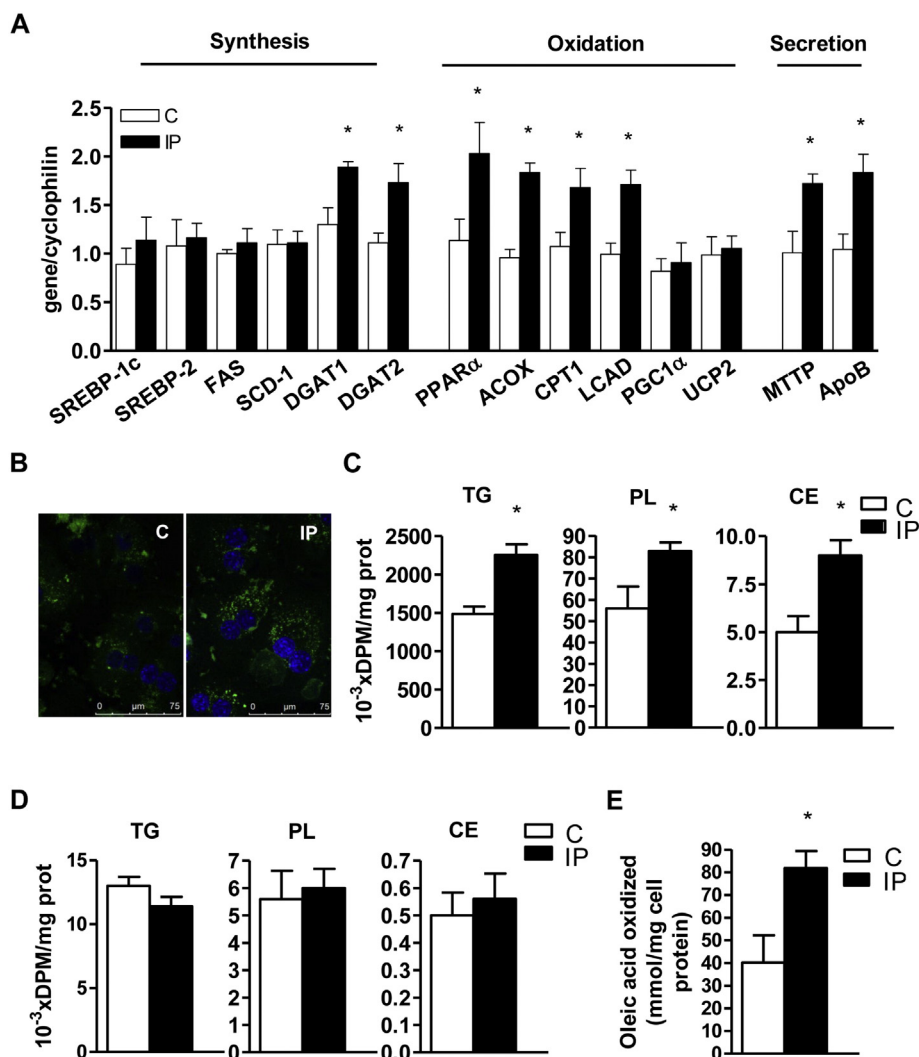 A
Synthesis Oxidation Secretion
C
IP
gene/cyclophilin
2.5
2.0
1.5
1.0
0.5
0.0
* * * * * * * *
SREBP-1c SREBP-2 FAS SCD-1 DGAT1 DGAT2 PPARα ACOX CPT1 LCAD PGC1α UCP2 MTTP ApoB
B
C IP
0 µm 75 0 µm 75
C
TG PL CE
C
IP
* * *
10⁻³xDPM/mg prot
2500
2000
1500
1000
500
0
90
80
70
60
50
40
30
20
10
0
10.0
7.5
5.0
2.5
0.0
D
TG PL CE
C
IP
10⁻³xDPM/mg prot
15
10
5
0
7
6
5
4
3
2
1
0
0.7
0.6
0.5
0.4
0.3
0.2
0.1
0.0
E
*
C
IP
Oleic acid oxidized
(mmol/mg cell
protein)
90
80
70
60
50
40
30
20
10
0